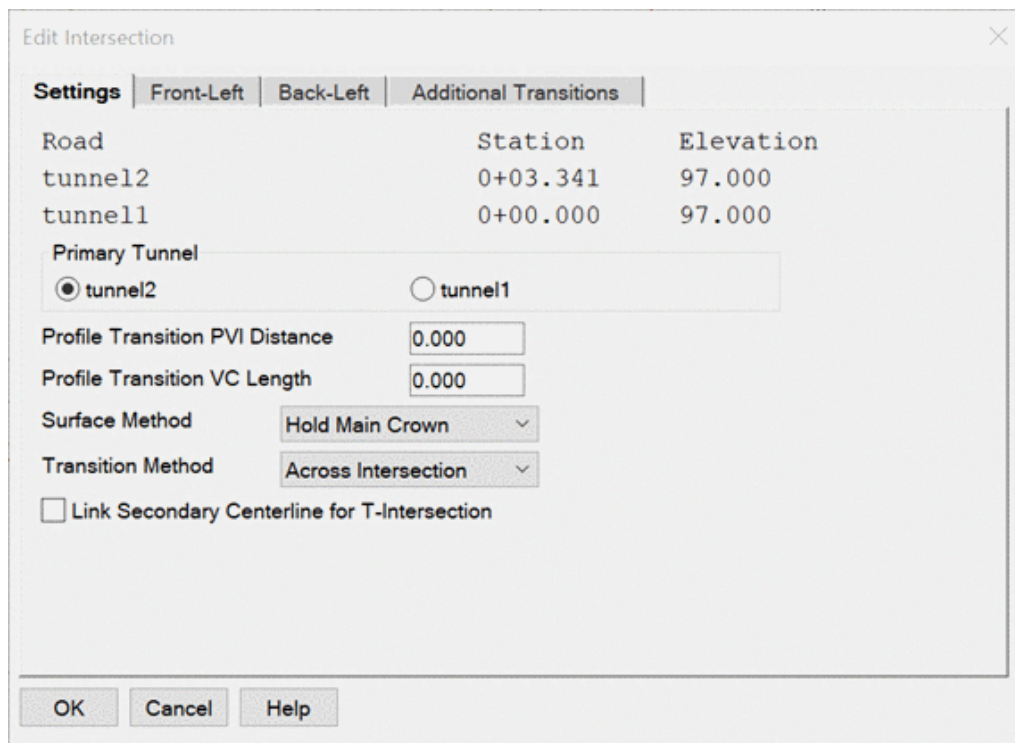 Edit Intersection
Settings Front-Left Back-Left Additional Transitions
Road Station Elevation
tunnel2 0+03.341 97.000
tunnel1 0+00.000 97.000
Primary Tunnel
tunnel2 tunnel1
Profile Transition PVI Distance 0.000
Profile Transition VC Length 0.000
Surface Method Hold Main Crown
Transition Method Across Intersection
Link Secondary Centerline for T-Intersection
OK Cancel Help